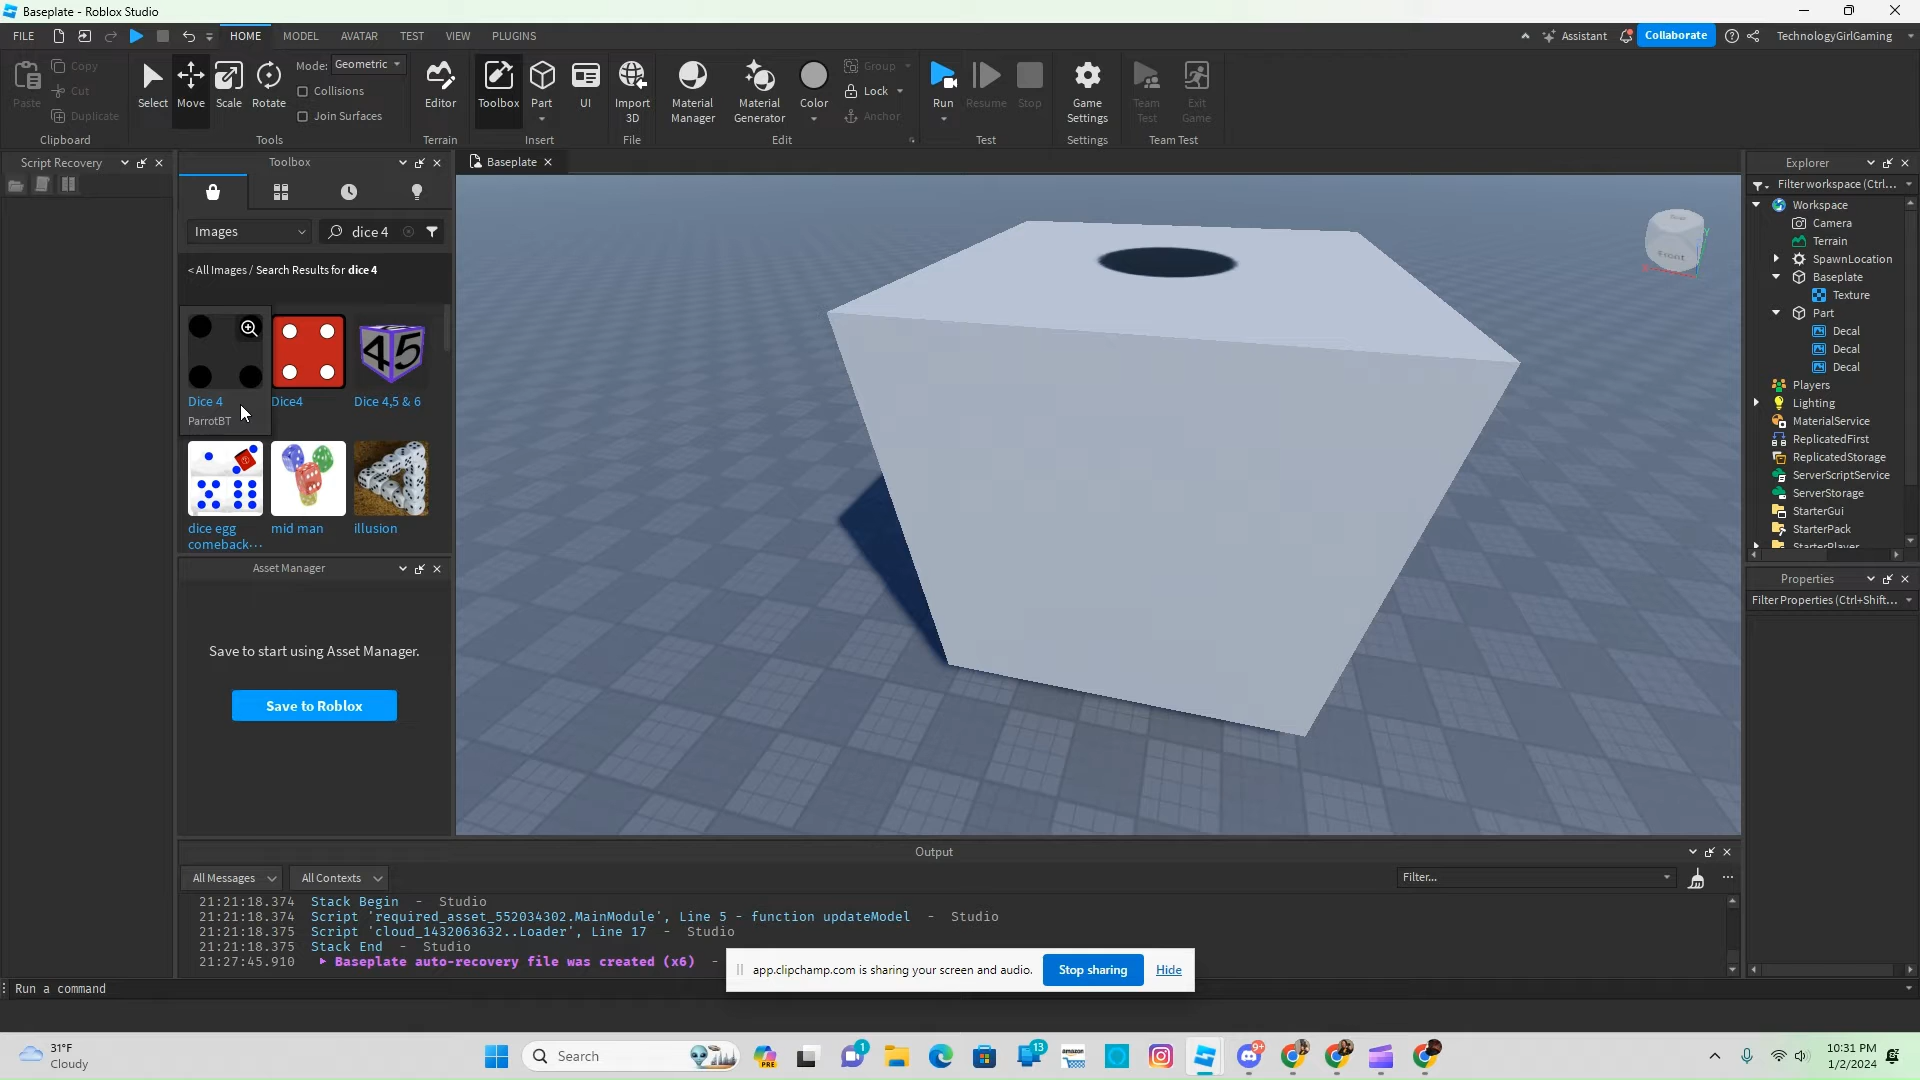 Baseplate - Roblox Studio
FILE HOME MODEL AVATAR TEST VIEW PLUGINS Assistant Collaborate TechnologyGirlGaming
Paste Copy Cut Duplicate
Clipboard
Select Move Scale Rotate
Mode: Geometric
Collisions
Join Surfaces
Tools
Editor
Terrain
Toolbox Part UI
Insert
Import 3D
File
Material Manager Material Generator Color
Group
Lock
Anchor
Edit
Run Resume Stop
Test
Game Settings
Settings
Team Test Exit Game
Team Test
Script Recovery
Toolbox
Images dice 4
< All Images / Search Results for dice 4
Dice 4 Dice4 Dice 4,5 & 6
ParrotBT
dice egg comeback... mid man illusion
Asset Manager
Save to start using Asset Manager.
Save to Roblox
Baseplate
Front
Explorer
Filter workspace (Ctrl...
Workspace
Camera
Terrain
SpawnLocation
Baseplate
Texture
Part
Decal
Decal
Decal
Players
Lighting
MaterialService
ReplicatedFirst
ReplicatedStorage
ServerScriptService
ServerStorage
StarterGui
StarterPack
StarterPlayer
Properties
Filter Properties (Ctrl+Shift...
Output
All Messages All Contexts Filter...
21:21:18.374 Stack Begin - Studio
21:21:18.374 Script 'required_asset_552034302.MainModule', Line 5 - function updateModel - Studio
21:21:18.375 Script 'cloud_1432063632..Loader', Line 17 - Studio
21:21:18.375 Stack End - Studio
21:27:45.910 Baseplate auto-recovery file was created (x6) -
app.clipchamp.com is sharing your screen and audio. Stop sharing Hide
Run a command
31°F
Cloudy
Search
PRE
1
13
amazon
9+
10:31 PM
1/2/2024